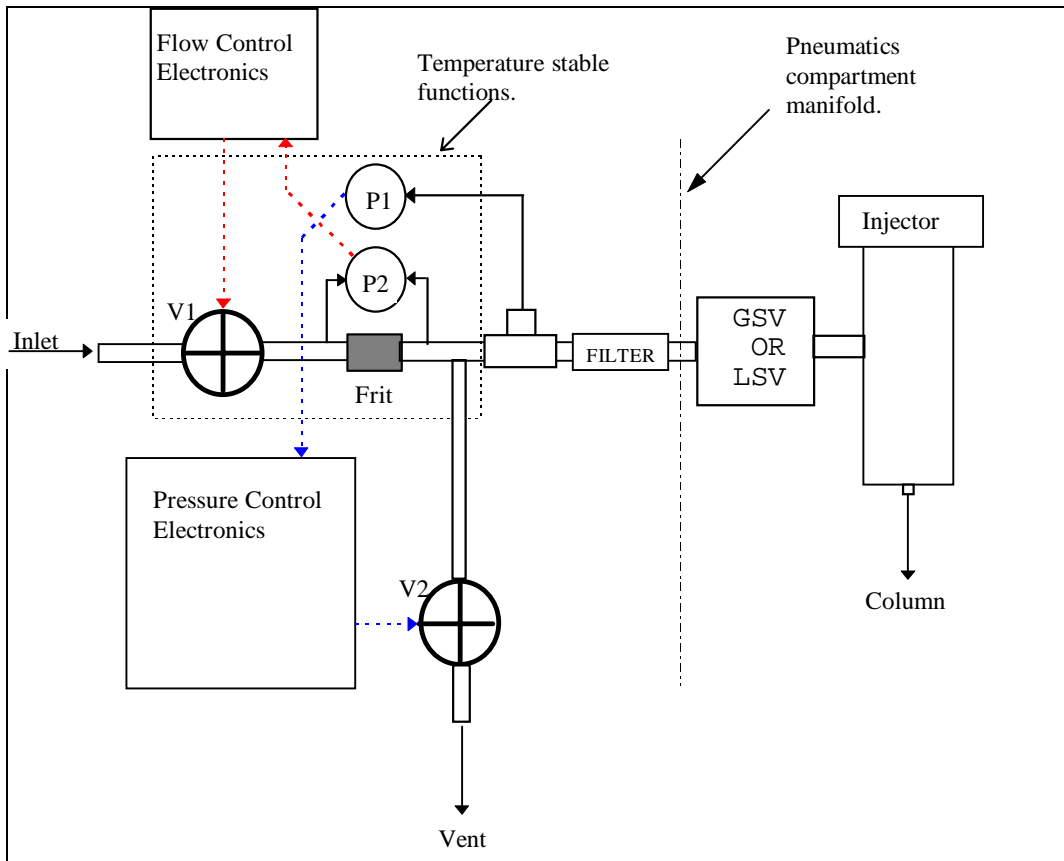 Flow Control
Electronics
Temperature stable
functions.
Pneumatics
compartment
manifold.
P1
Injector
P2
V1
GSV
OR
LSV
Inlet
FILTER
Frit
Pressure Control
Electronics
V2
Column
Vent